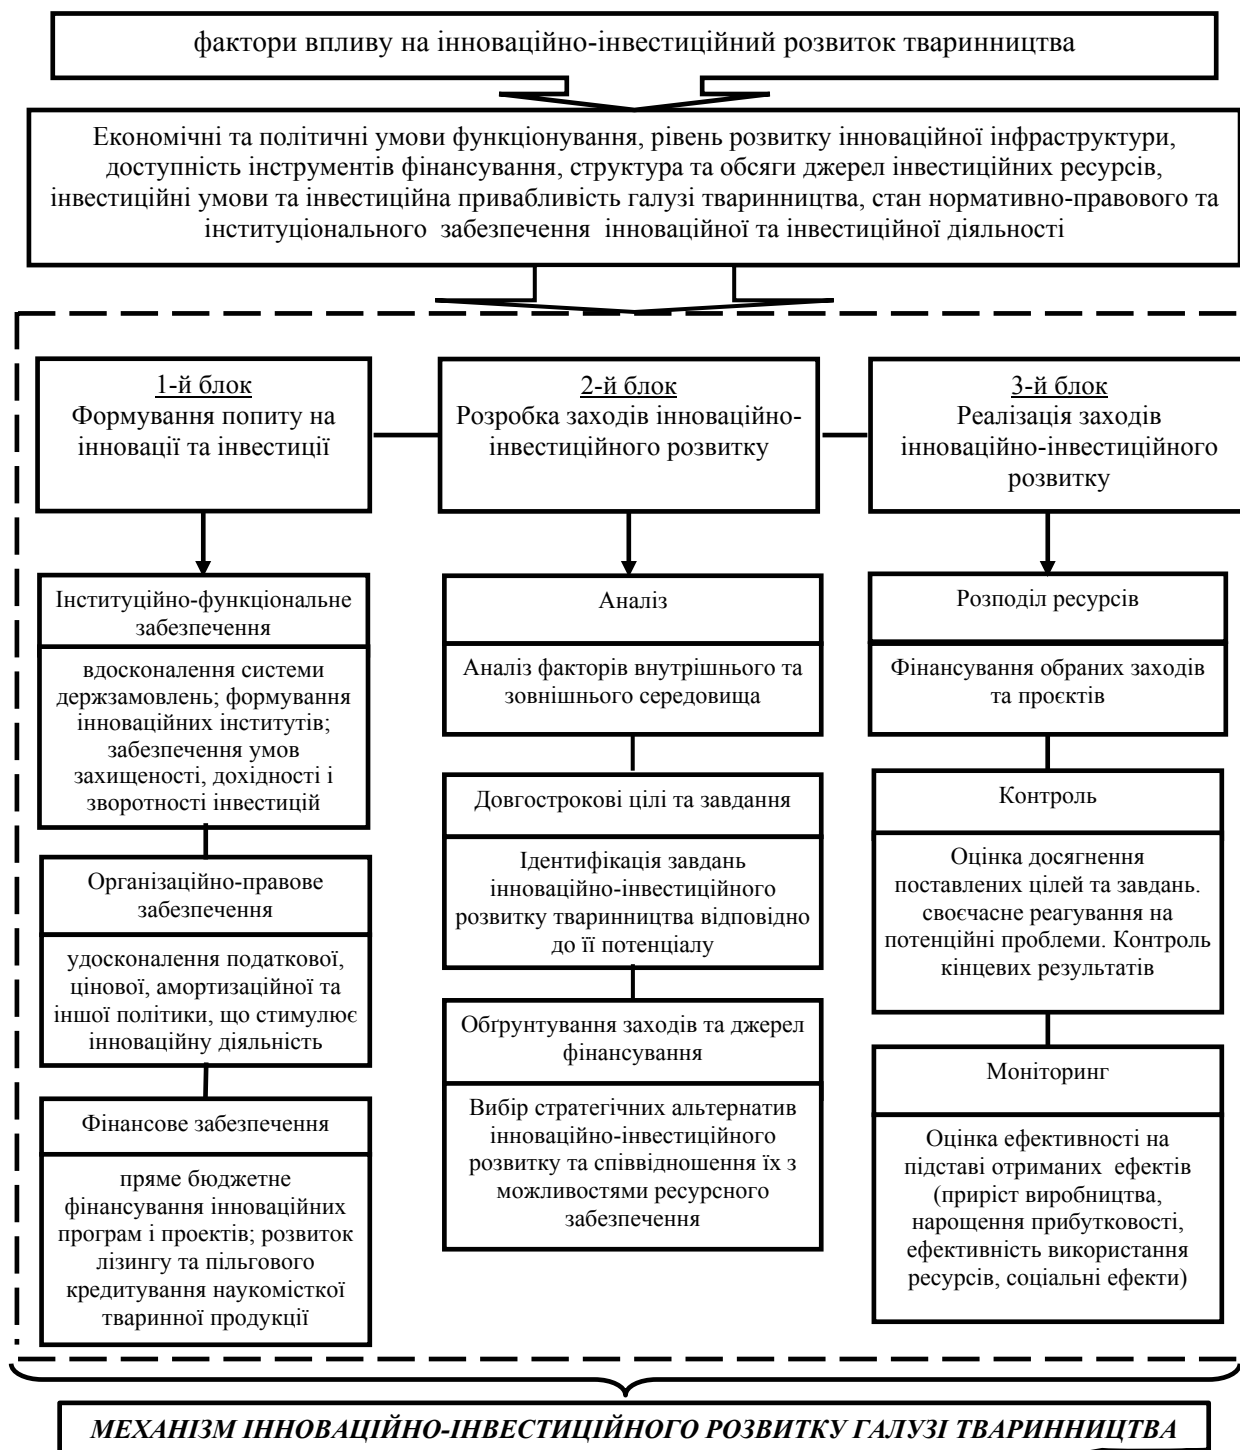 фактори впливу на інноваційно-інвестиційний розвиток тваринництва
Економічні та політичні умови функціонування, рівень розвитку інноваційної інфраструктури,
доступність інструментів фінансування, структура та обсяги джерел інвестиційних ресурсів,
інвестиційні умови та інвестиційна привабливість галузі тваринництва, стан нормативно-правового та
інституціонального забезпечення інноваційної та інвестиційної діяльності
1-й блок
Формування попиту на
інновації та інвестиції
Інституційно-функціональне
забезпечення
вдосконалення системи
держзамовлень; формування
інноваційних інститутів;
забезпечення умов
захищеності, дохідності і
зворотності інвестицій
Організаційно-правове
забезпечення
удосконалення податкової,
цінової, амортизаційної та
іншої політики, що стимулює
інноваційну діяльність
Фінансове забезпечення
пряме бюджетне
фінансування інноваційних
програм і проектів; розвиток
лізингу та пільгового
кредитування наукомісткої
тваринної продукції
2-й блок
Розробка заходів інноваційно-
інвестиційного розвитку
Аналіз
Аналіз факторів внутрішнього та
зовнішнього середовища
Довгострокові цілі та завдання
Ідентифікація завдань
інноваційно-інвестиційного
розвитку тваринництва відповідно
до її потенціалу
Обґрунтування заходів та джерел
фінансування
Вибір стратегічних альтернатив
інноваційно-інвестиційного
розвитку та співвідношення їх з
можливостями ресурсного
забезпечення
3-й блок
Реалізація заходів
інноваційно-інвестиційного
розвитку
Розподіл ресурсів
Фінансування обраних заходів
та проєктів
Контроль
Оцінка досягнення
поставлених цілей та завдань.
своєчасне реагування на
потенційні проблеми. Контроль
кінцевих результатів
Моніторинг
Оцінка ефективності на
підставі отриманих ефектів
(приріст виробництва,
нарощення прибутковості,
ефективність використання
ресурсів, соціальні ефекти)
МЕХАНІЗМ ІННОВАЦІЙНО-ІНВЕСТИЦІЙНОГО РОЗВИТКУ ГАЛУЗІ ТВАРИННИЦТВА